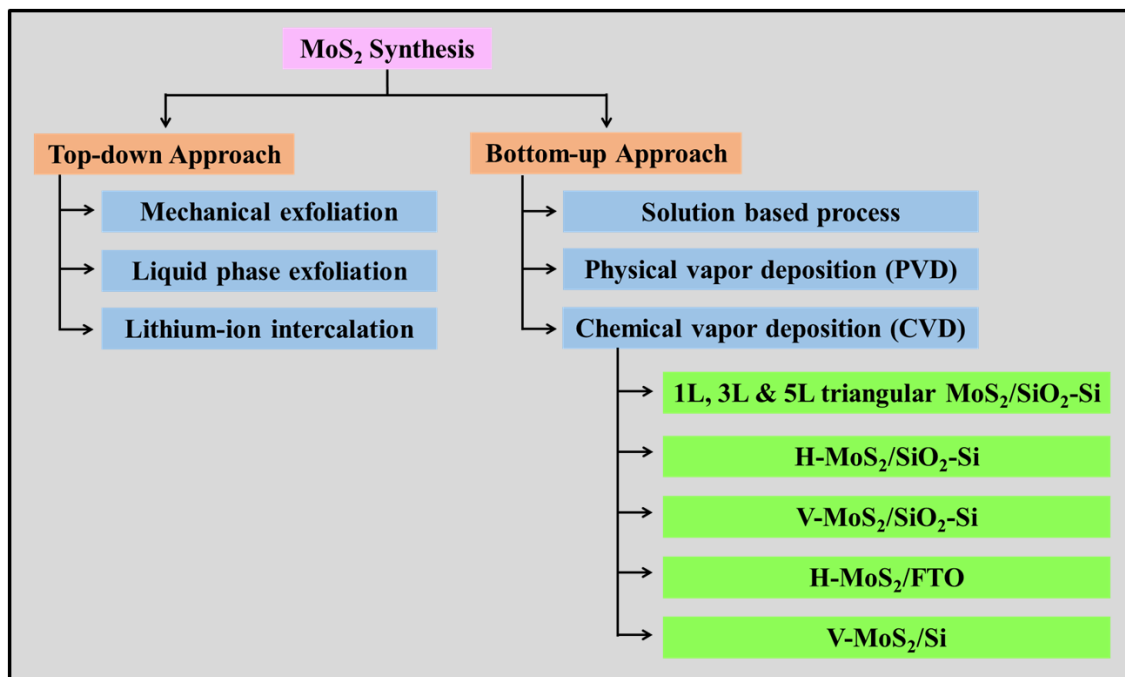 MoS₂ Synthesis
Top-down Approach
Mechanical exfoliation
Liquid phase exfoliation
Lithium-ion intercalation
Bottom-up Approach
Solution based process
Physical vapor deposition (PVD)
Chemical vapor deposition (CVD)
1L, 3L & 5L triangular MoS₂/SiO₂-Si
H-MoS₂/SiO₂-Si
V-MoS₂/SiO₂-Si
H-MoS₂/FTO
V-MoS₂/Si